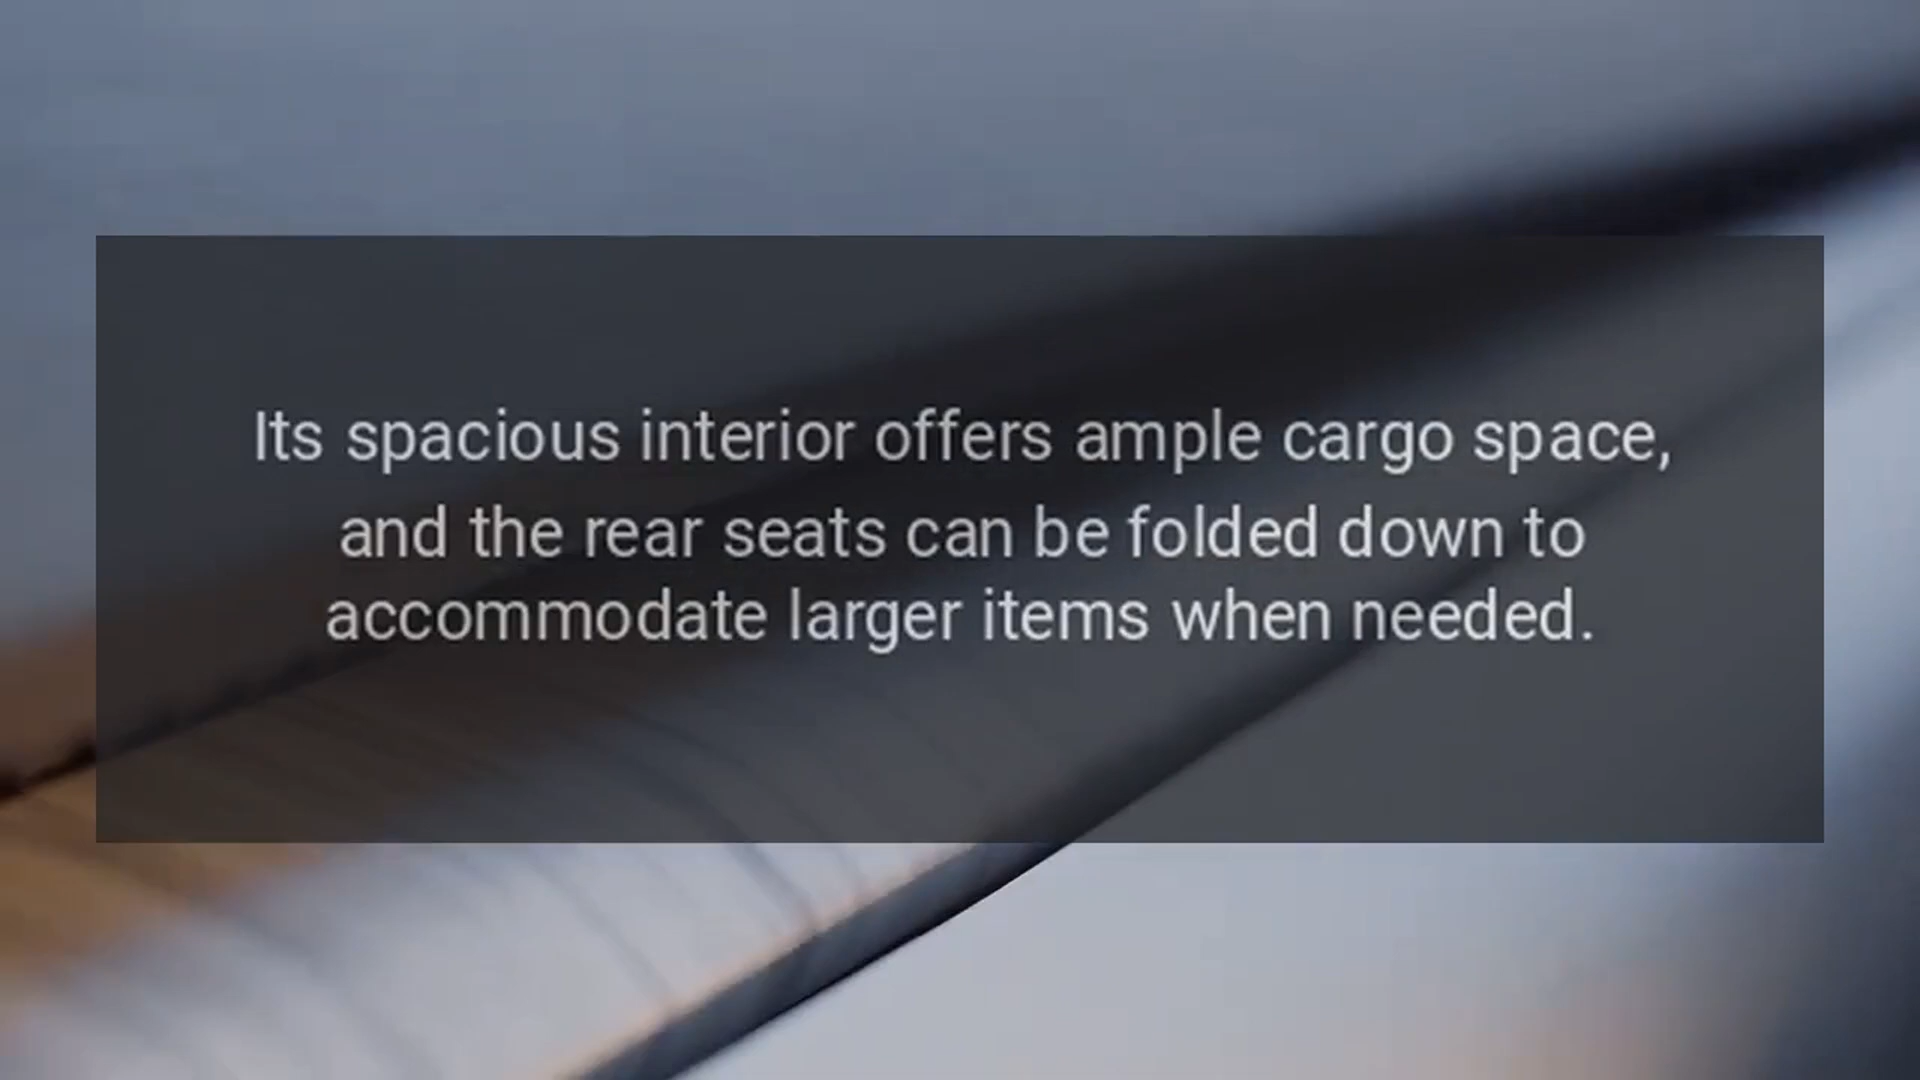 Its spacious interior offers ample cargo space,
and the rear seats can be folded down to
accommodate larger items when needed.